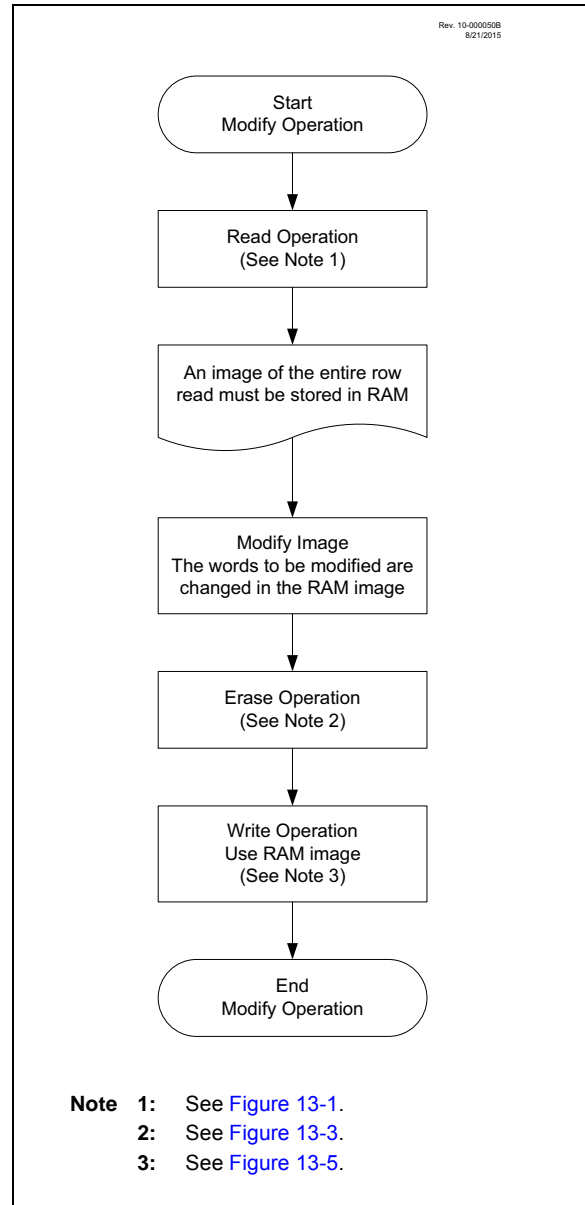 Rev. 10-000050B
8/21/2015
Start
Modify Operation
Read Operation
(See Note 1)
An image of the entire row
read must be stored in RAM
Modify Image
The words to be modified are
changed in the RAM image
Erase Operation
(See Note 2)
Write Operation
Use RAM image
(See Note 3)
End
Modify Operation
Note 1: See Figure 13-1.
2: See Figure 13-3.
3: See Figure 13-5.